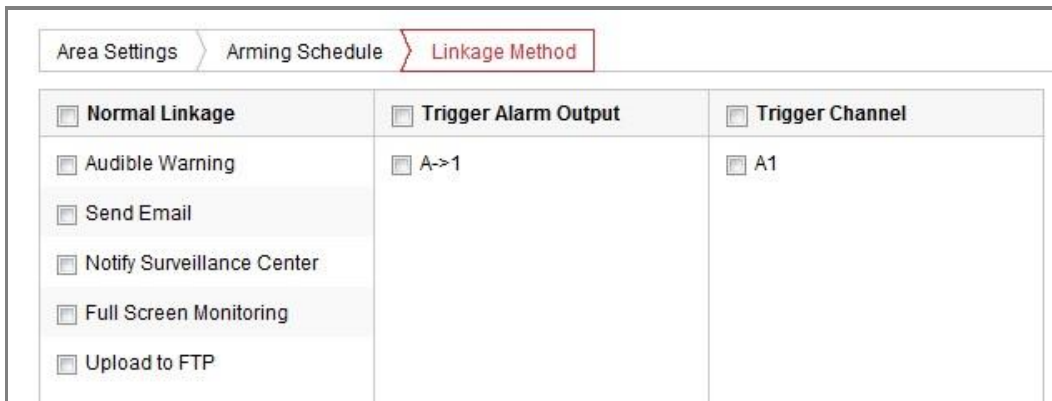 Area Settings Arming Schedule Linkage Method
Normal Linkage Trigger Alarm Output Trigger Channel
Audible Warning A->1 A1
Send Email
Notify Surveillance Center
Full Screen Monitoring
Upload to FTP